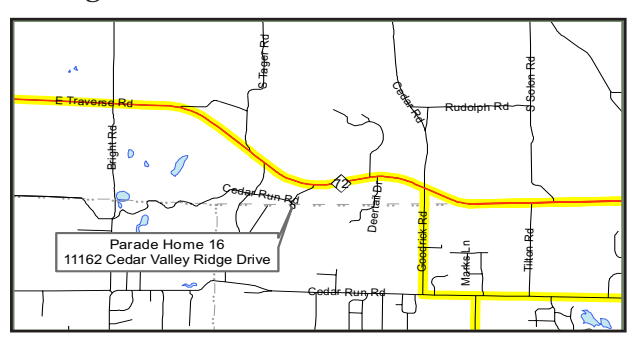 S Tager Rd
Cedar Rd
S Solon Rd
E Traverse Rd
Rudolph Rd
Bright Rd
72
Cedar Run Rd
Deertail Dr
Goodrick Rd
Marks Ln
Tilton Rd
Parade Home 16
11162 Cedar Valley Ridge Drive
Cedar Run Rd